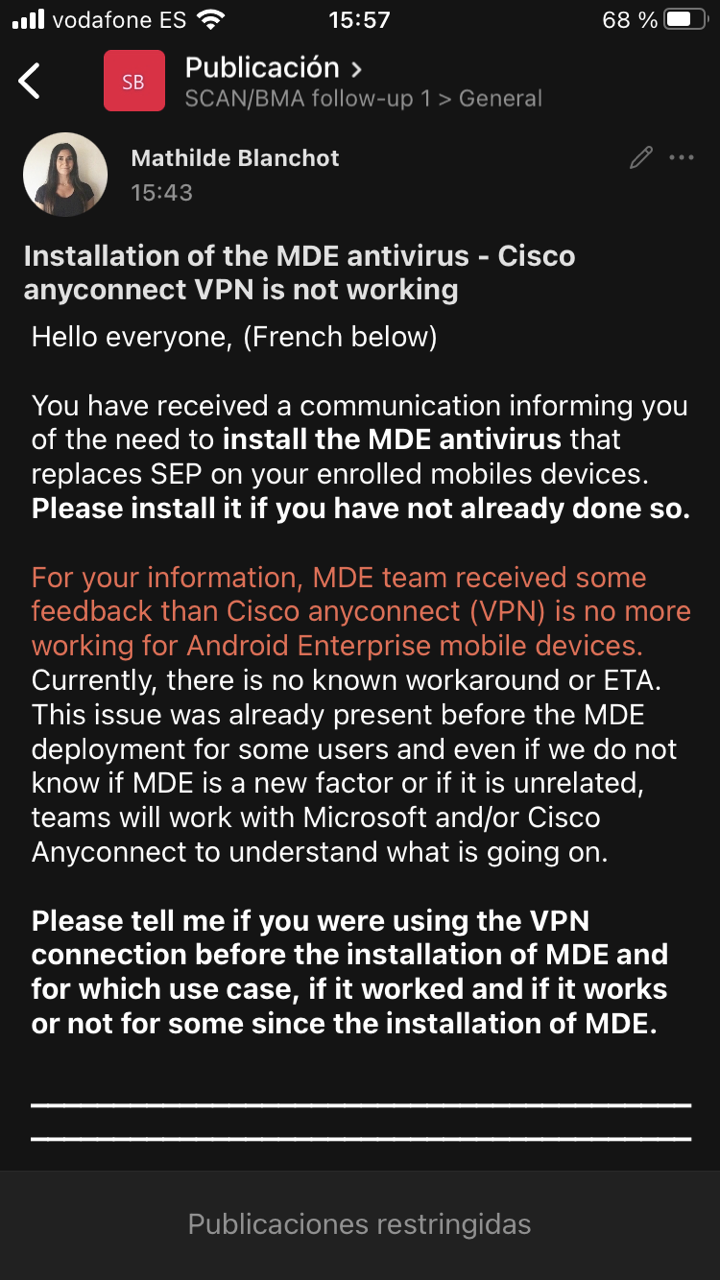 vodafone ES 15:57 68 %
SB
Publicación >
SCAN/BMA follow-up 1 > General
Mathilde Blanchot
15:43
Installation of the MDE antivirus - Cisco
anyconnect VPN is not working
Hello everyone, (French below)
You have received a communication informing you
of the need to install the MDE antivirus that
replaces SEP on your enrolled mobiles devices.
Please install it if you have not already done so.
For your information, MDE team received some
feedback than Cisco anyconnect (VPN) is no more
working for Android Enterprise mobile devices.
Currently, there is no known workaround or ETA.
This issue was already present before the MDE
deployment for some users and even if we do not
know if MDE is a new factor or if it is unrelated,
teams will work with Microsoft and/or Cisco
Anyconnect to understand what is going on.
Please tell me if you were using the VPN
connection before the installation of MDE and
for which use case, if it worked and if it works
or not for some since the installation of MDE.
Publicaciones restringidas